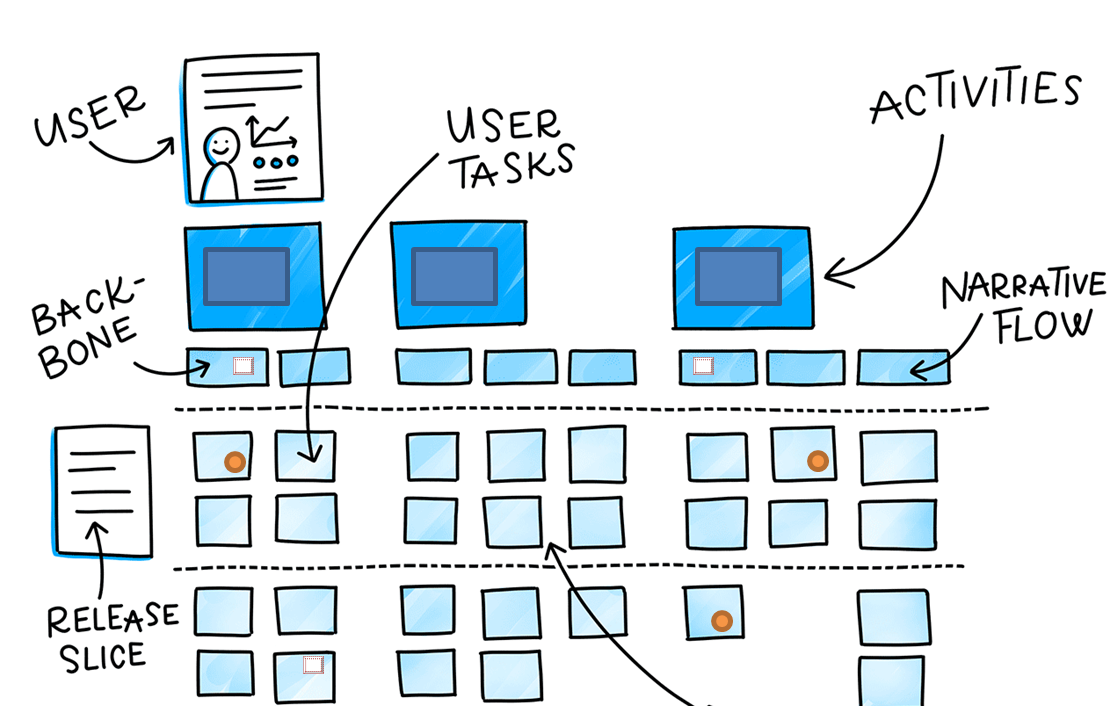 USER
USER
TASKS
ACTIVITIES
BACK-
BONE
NARRATIVE
FLOW
RELEASE
SLICE